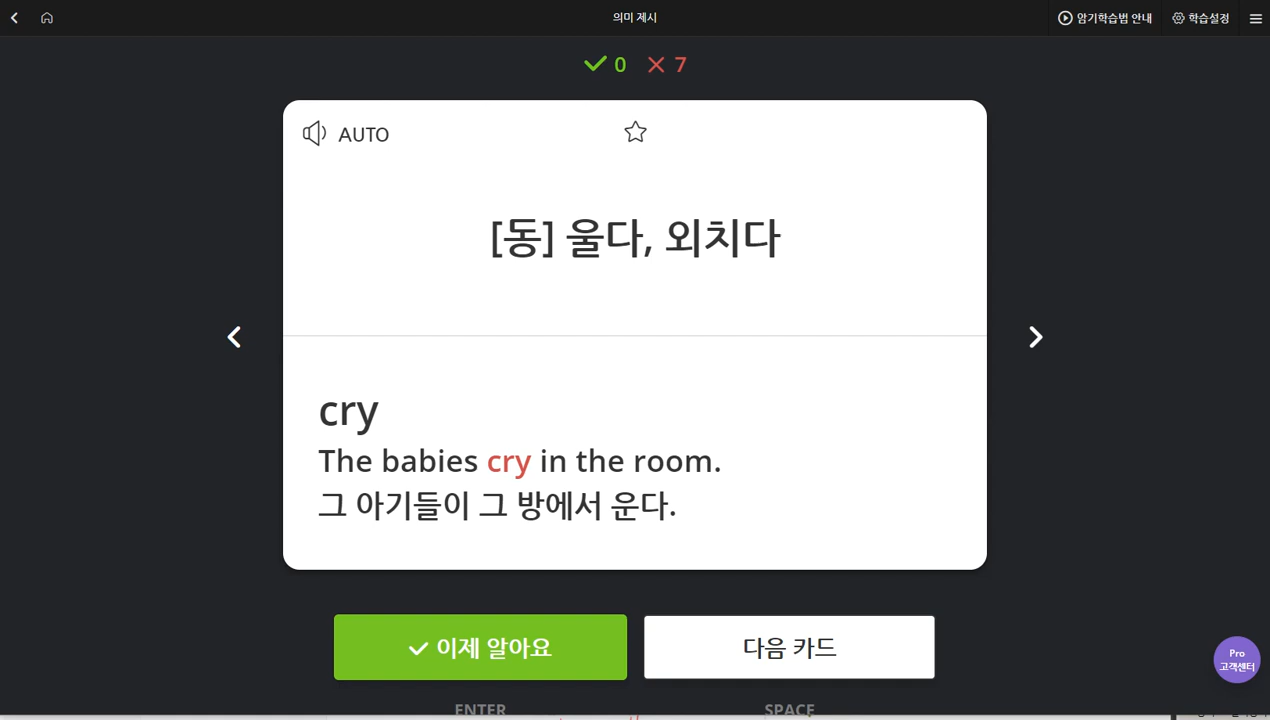 의미 제시
암기학습법 안내
학습설정
0
7
AUTO
[동] 울다, 외치다
cry
The babies cry in the room.
그 아기들이 그 방에서 운다.
이제 알아요
다음 카드
Pro
고객센터
ENTER
SPACE